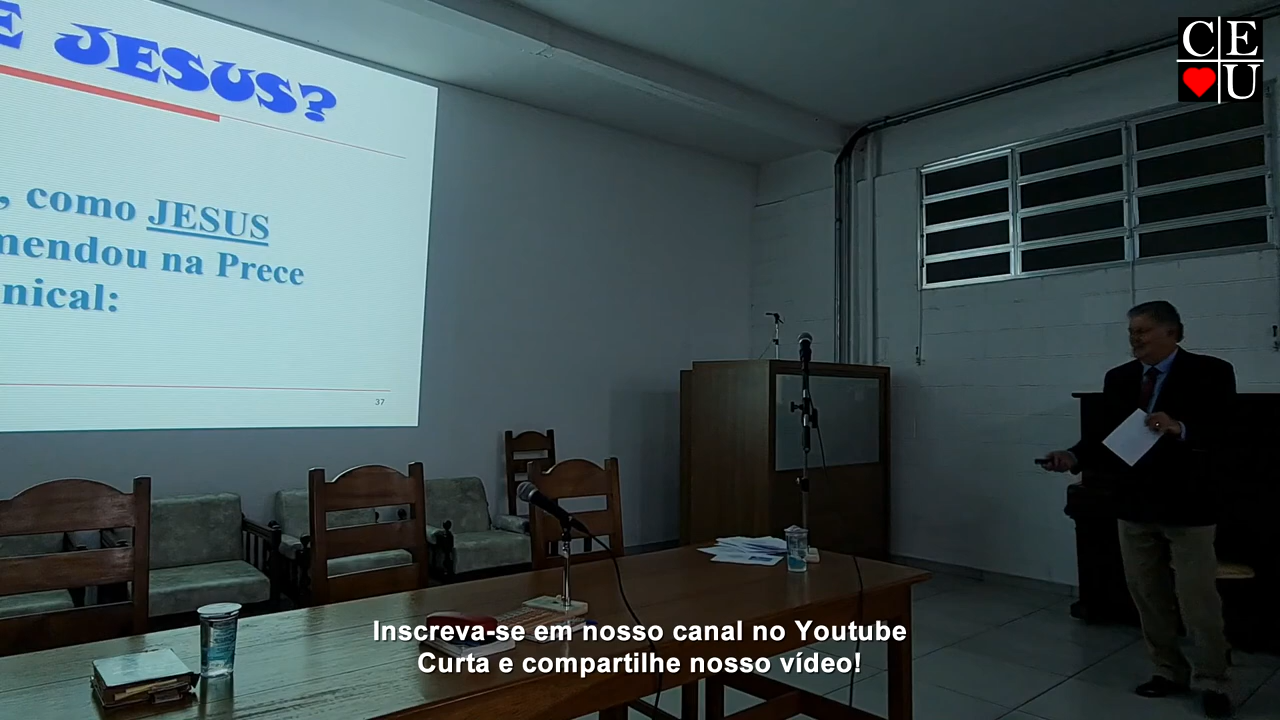 JESUS?
, como JESUS
mendou na Prece
nical:
37
CE
U
Inscreva-se em nosso canal no Youtube
Curta e compartilhe nosso vídeo!